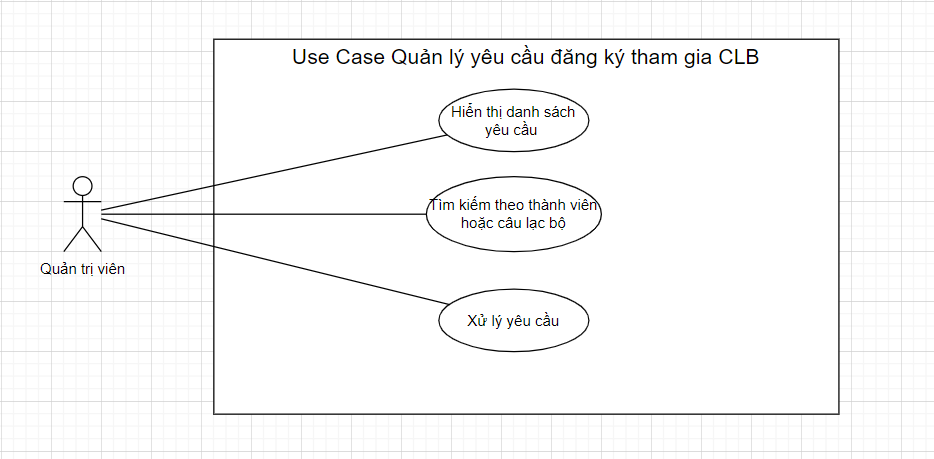 Use Case Quản lý yêu cầu đăng ký tham gia CLB
Hiển thị danh sách
yêu cầu
Tìm kiếm theo thành viên
hoặc câu lạc bộ
Quản trị viên
Xử lý yêu cầu